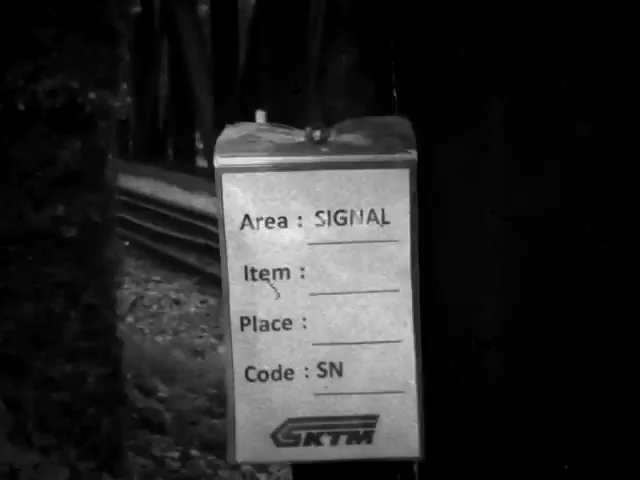 Area : SIGNAL
Item :
Place :
Code : SN
KTM